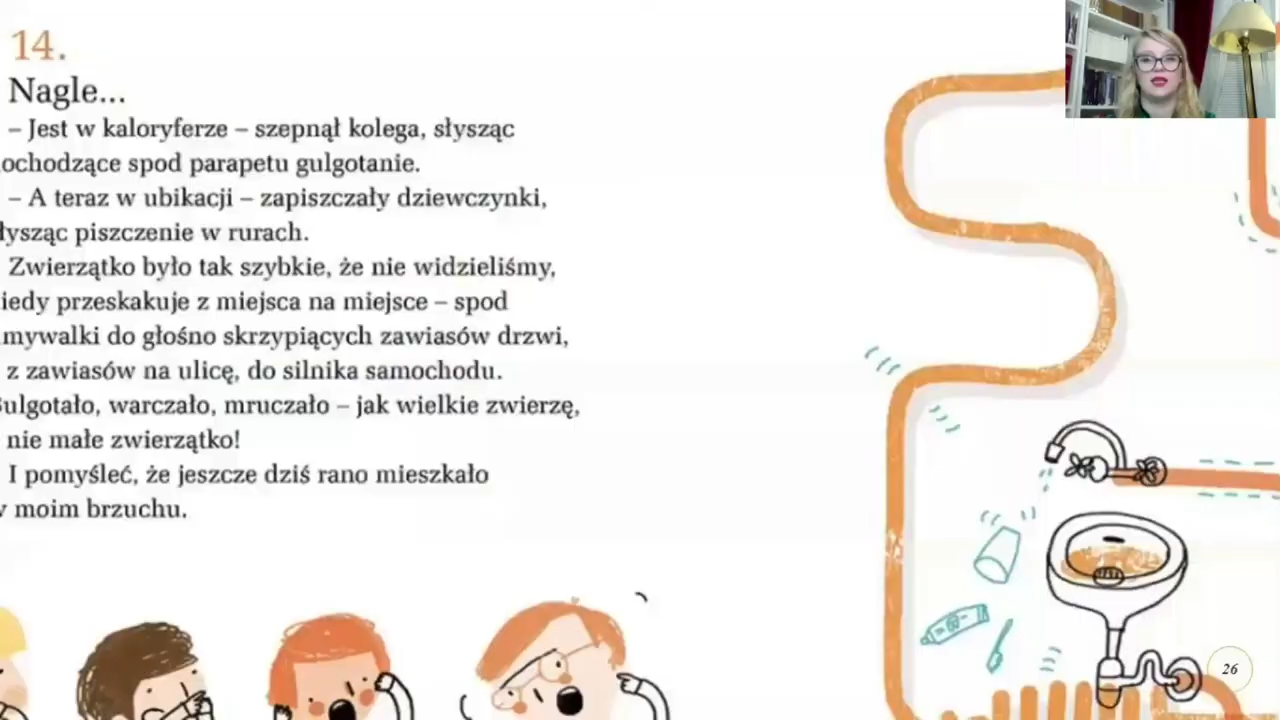 14.
Nagle...
– Jest w kaloryferze – szepnął kolega, słysząc
ochodzące spod parapetu gulgotanie.
– A teraz w ubikacji – zapiszczały dziewczynki,
łysząc piszczenie w rurach.
Zwierzątko było tak szybkie, że nie widzieliśmy,
iedy przeskakuje z miejsca na miejsce – spod
mywalki do głośno skrzypiących zawiasów drzwi,
z zawiasów na ulicę, do silnika samochodu.
ulgotało, warczało, mruczało – jak wielkie zwierzę,
nie małe zwierzątko!
I pomyśleć, że jeszcze dziś rano mieszkało
moim brzuchu.
26